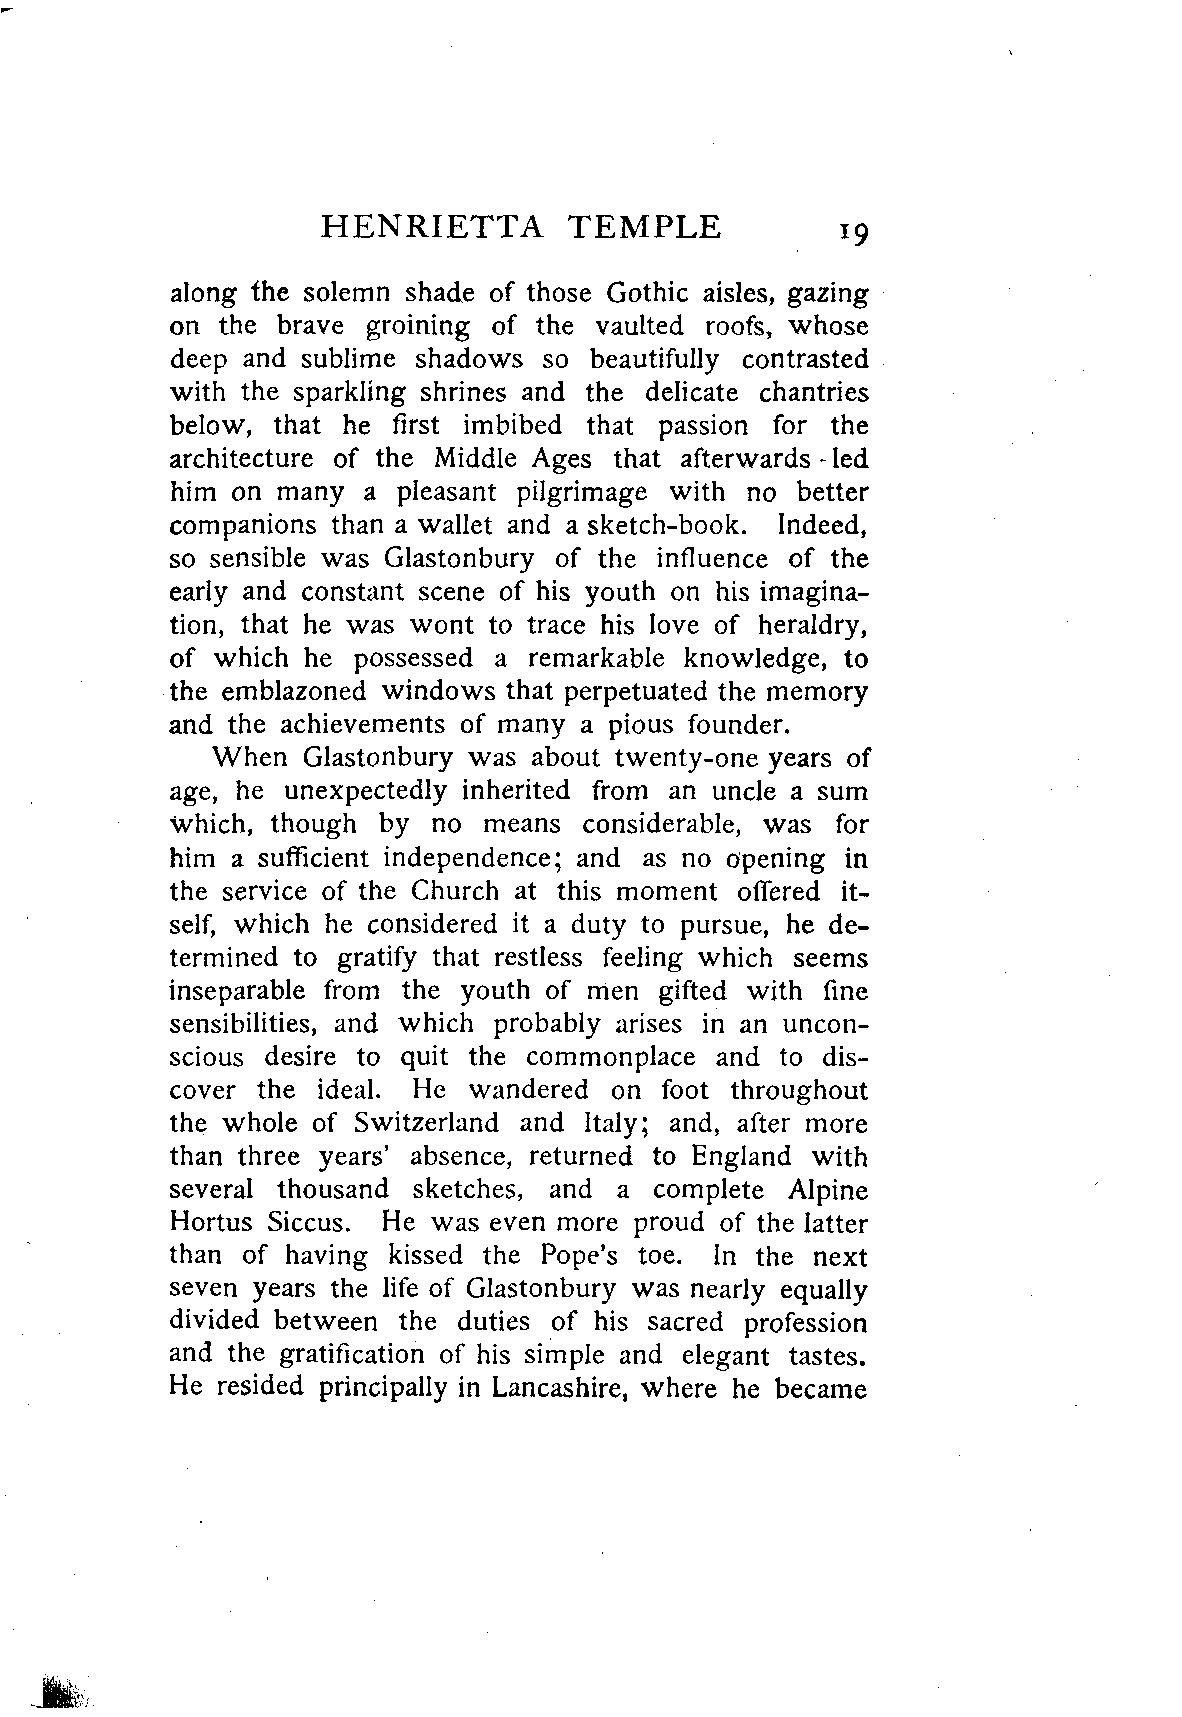 HENRIETTA TEMPLE 19
along the solemn shade of those Gothic aisles, gazing
on the brave groining of the vaulted roofs, whose
deep and sublime shadows so beautifully contrasted
with the sparkling shrines and the delicate chantries
below, that he first imbibed that passion for the
architecture of the Middle Ages that afterwards led
him on many a pleasant pilgrimage with no better
companions than a wallet and a sketch-book. Indeed,
so sensible was Glastonbury of the influence of the
early and constant scene of his youth on his imagina-
tion, that he was wont to trace his love of heraldry,
of which he possessed a remarkable knowledge, to
the emblazoned windows that perpetuated the memory
and the achievements of many a pious founder.
When Glastonbury was about twenty-one years of
age, he unexpectedly inherited from an uncle a sum
which, though by no means considerable, was for
him a sufficient independence; and as no opening in
the service of the Church at this moment offered it-
self, which he considered it a duty to pursue, he de-
termined to gratify that restless feeling which seems
inseparable from the youth of men gifted with fine
sensibilities, and which probably arises in an uncon-
scious desire to quit the commonplace and to dis-
cover the ideal. He wandered on foot throughout
the whole of Switzerland and Italy; and, after more
than three years' absence, returned to England with
several thousand sketches, and a complete Alpine
Hortus Siccus. He was even more proud of the latter
than of having kissed the Pope's toe. In the next
seven years the life of Glastonbury was nearly equally
divided between the duties of his sacred profession
and the gratification of his simple and elegant tastes.
He resided principally in Lancashire, where he became